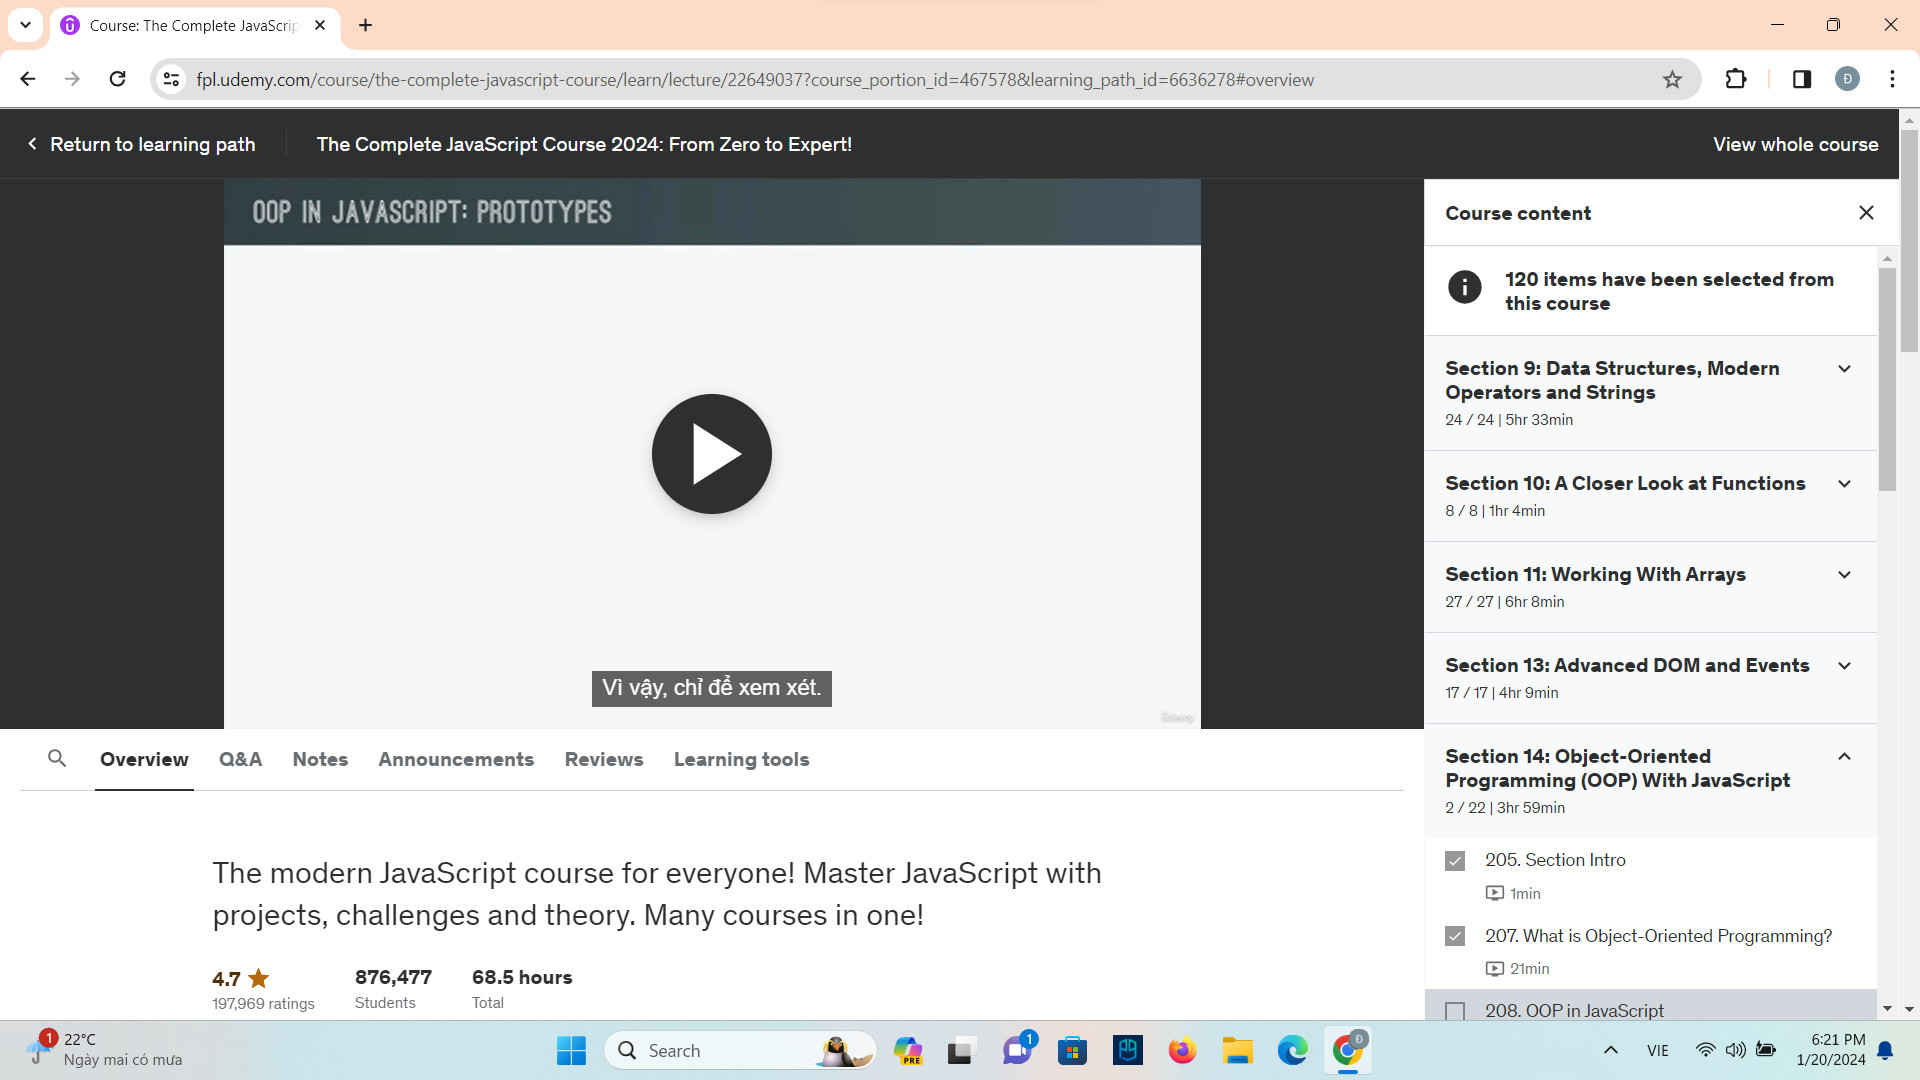 Course: The Complete JavaScrip
fpl.udemy.com/course/the-complete-javascript-course/learn/lecture/22649037?course_portion_id=467578&learning_path_id=6636278#overview
Đ
Return to learning path
The Complete JavaScript Course 2024: From Zero to Expert!
View whole course
OOP IN JAVASCRIPT: PROTOTYPES
Vì vậy, chỉ để xem xét.
Udemy
Course content
120 items have been selected from
this course
Section 9: Data Structures, Modern
Operators and Strings
24 / 24 | 5hr 33min
Section 10: A Closer Look at Functions
8 / 8 | 1hr 4min
Section 11: Working With Arrays
27 / 27 | 6hr 8min
Section 13: Advanced DOM and Events
17 / 17 | 4hr 9min
Section 14: Object-Oriented
Programming (OOP) With JavaScript
2 / 22 | 3hr 59min
205. Section Intro
1min
207. What is Object-Oriented Programming?
21min
208. OOP in JavaScript
Overview
Q&A
Notes
Announcements
Reviews
Learning tools
The modern JavaScript course for everyone! Master JavaScript with
projects, challenges and theory. Many courses in one!
4.7
197,969 ratings
876,477
Students
68.5 hours
Total
1
22°C
Ngày mai có mưa
Search
PRE
1
Đ
VIE
6:21 PM
1/20/2024